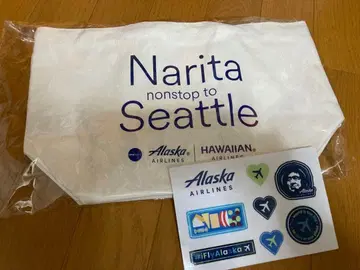 Narita
nonstop to
Seattle
Alaska
AIRLINES
HAWAIIAN
AIRLINES
Alaska
AIRLINES
#FlyAlaska